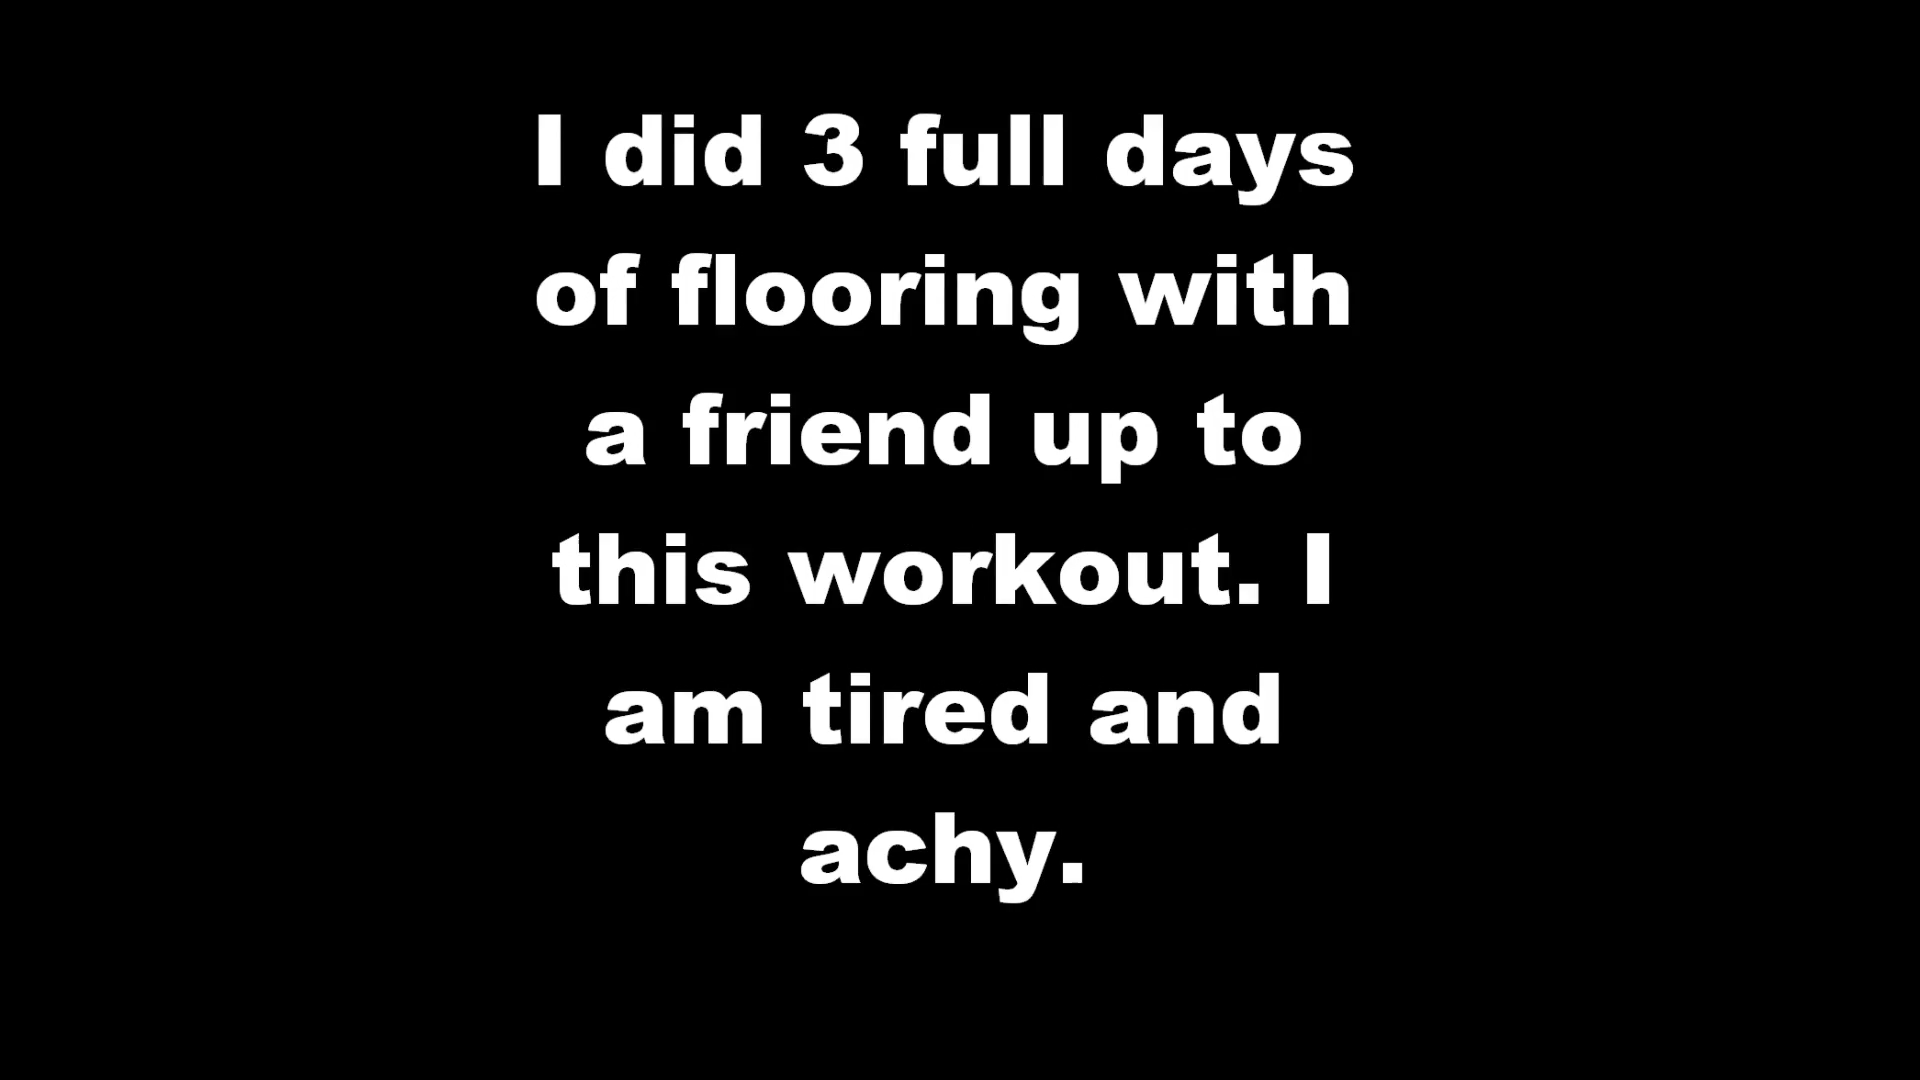 I did 3 full days
of flooring with
a friend up to
this workout. I
am tired and
achy.